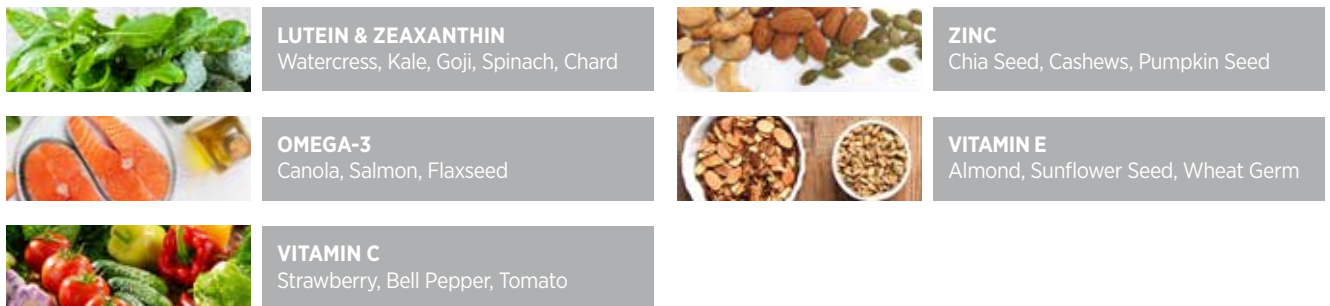 LUTEIN & ZEAXANTHIN
Watercress, Kale, Goji, Spinach, Chard
OMEGA-3
Canola, Salmon, Flaxseed
VITAMIN C
Strawberry, Bell Pepper, Tomato
ZINC
Chia Seed, Cashews, Pumpkin Seed
VITAMIN E
Almond, Sunflower Seed, Wheat Germ